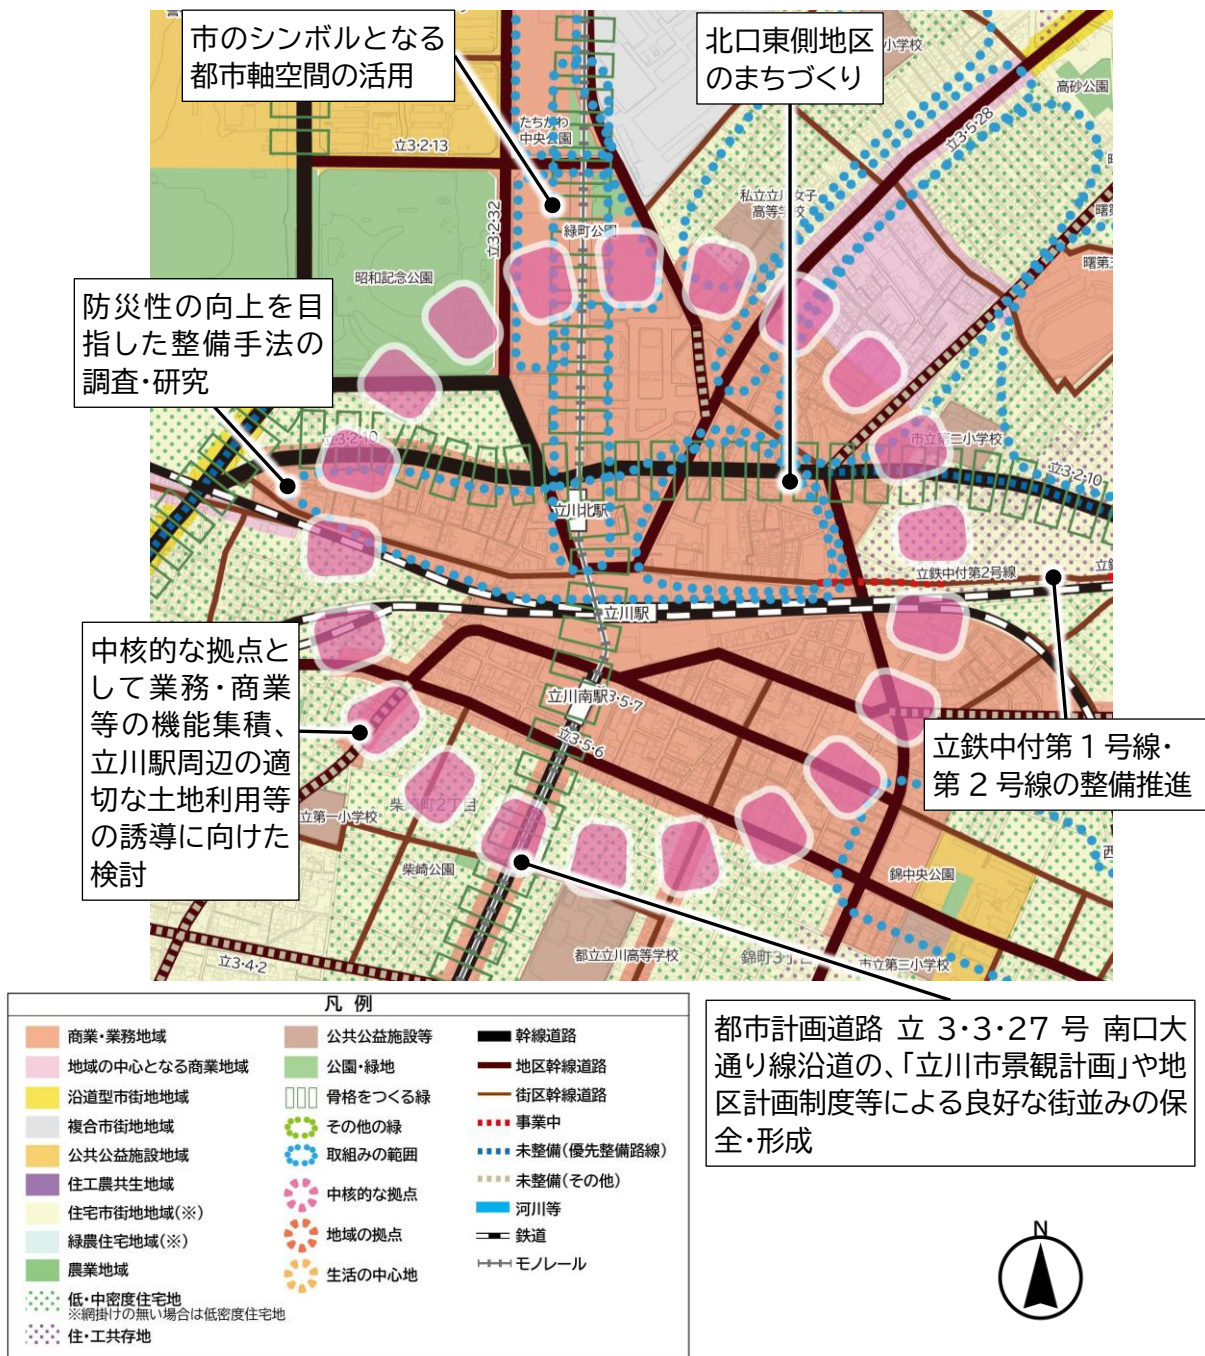 市のシンボルとなる
都市軸空間の活用
北口東側地区
のまちづくり
小学校
高砂公園
たちかわ
中央公園
立3・2・13
立3・5・28
私立立川女子
高等学校
立3・2・32
緑町公園
昭和記念公園
曙第三
防災性の向上を目
指した整備手法の
調査・研究
立3・2・10
市立第二小学校
立3・2・10
立川北駅
立鉄中付第2号線
立川駅
中核的な拠点と
して業務・商業
等の機能集積、
立川駅周辺の適
切な土地利用等
の誘導に向けた
検討
立川南駅
3・5・7
立3・5・6
立鉄中付第1号線・
第2号線の整備推進
柴崎町2丁目
立第一小学校
柴崎公園
錦中央公園
西
都立立川高等学校
錦町3丁目
市立第三小学校
立3・4・2
都市計画道路 立 3・3・27 号 南口大
通り線沿道の、「立川市景観計画」や地
区計画制度等による良好な街並みの保
全・形成
凡 例
商業・業務地域
地域の中心となる商業地域
沿道型市街地地域
複合市街地地域
公共公益施設地域
住工農共生地域
住宅市街地地域(※)
緑農住宅地域(※)
農業地域
低・中密度住宅地
※網掛けの無い場合は低密度住宅地
住・工共存地
公共公益施設等
公園・緑地
骨格をつくる緑
その他の緑
取組みの範囲
中核的な拠点
地域の拠点
生活の中心地
幹線道路
地区幹線道路
街区幹線道路
事業中
未整備(優先整備路線)
未整備(その他)
河川等
鉄道
モノレール
N